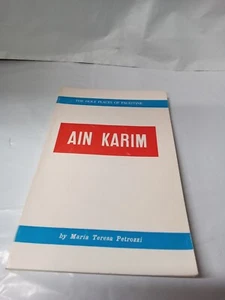 THE HOLY PLACES OF PALESTINE
AIN KARIM
by Maria Teresa Petrozzi